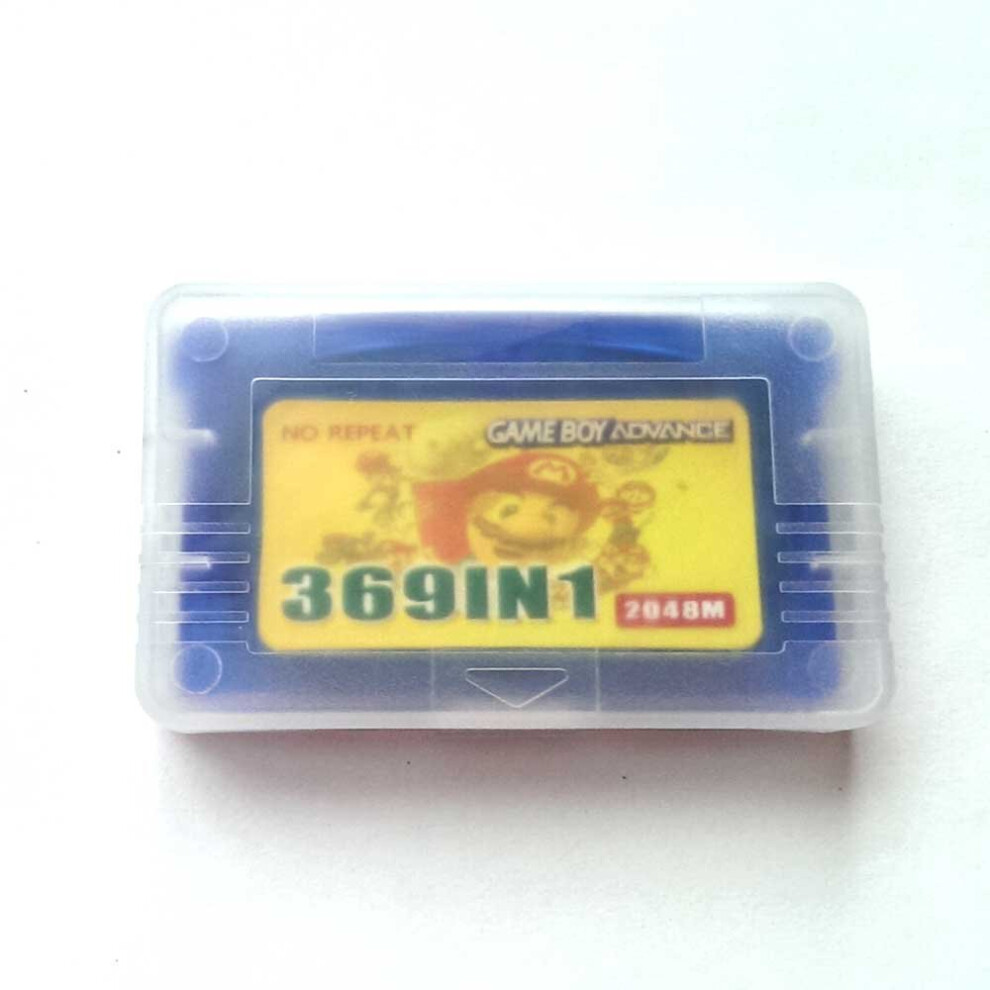 NO REPEAT
GAME BOY ADVANCE
M
369IN1
2048M